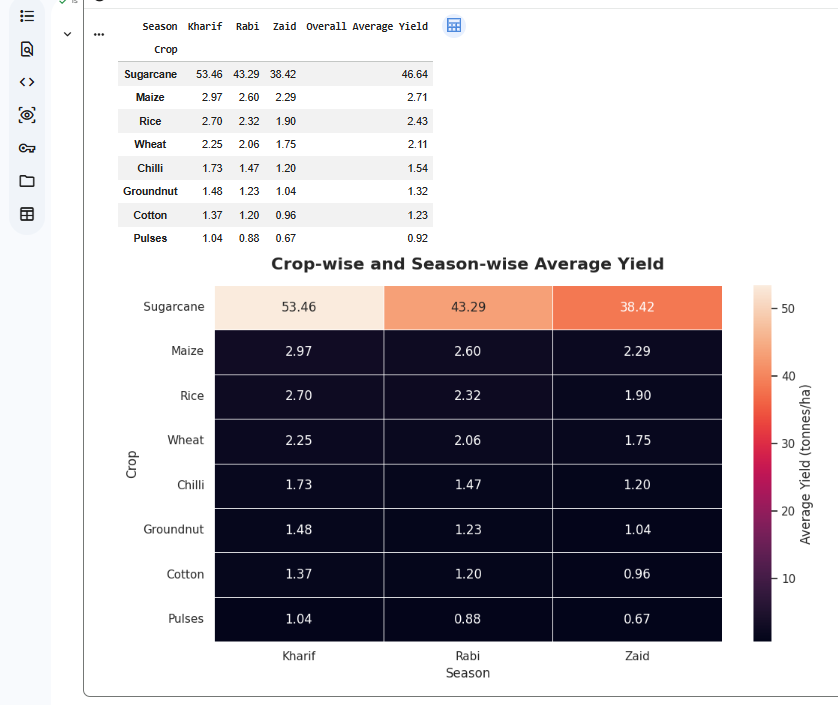 Season Kharif Rabi Zaid Overall Average Yield
Crop
Sugarcane 53.46 43.29 38.42 46.64
Maize 2.97 2.60 2.29 2.71
Rice 2.70 2.32 1.90 2.43
Wheat 2.25 2.06 1.75 2.11
Chilli 1.73 1.47 1.20 1.54
Groundnut 1.48 1.23 1.04 1.32
Cotton 1.37 1.20 0.96 1.23
Pulses 1.04 0.88 0.67 0.92
Crop-wise and Season-wise Average Yield
Sugarcane 53.46 43.29 38.42
Maize 2.97 2.60 2.29
Rice 2.70 2.32 1.90
Wheat 2.25 2.06 1.75
Chilli 1.73 1.47 1.20
Groundnut 1.48 1.23 1.04
Cotton 1.37 1.20 0.96
Pulses 1.04 0.88 0.67
Kharif Rabi Zaid
Season
Crop
50
40
30
20
10
Average Yield (tonnes/ha)